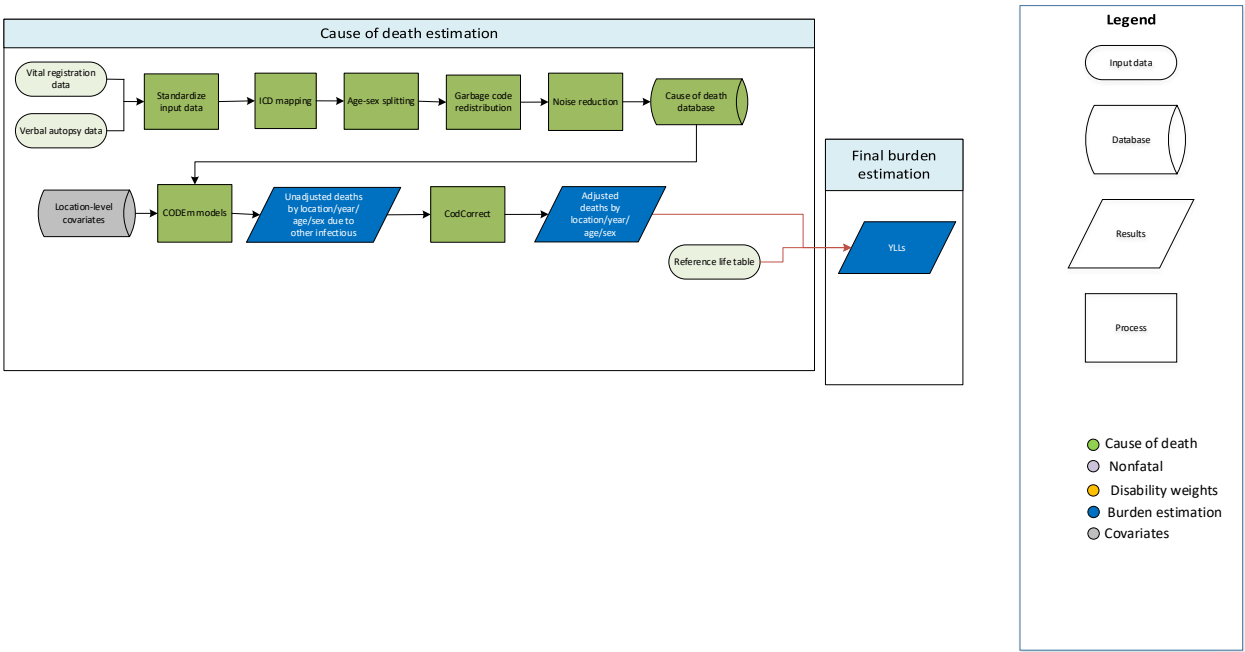 Cause of death estimation
Vital registration
data
Verbal autopsy data
Standardize
input data
ICD mapping
Age-sex splitting
Garbage code
redistribution
Noise reduction
Cause of death
database
Location-level
covariates
CODEm models
Unadjusted deaths
by location/year/
age/sex due to
other infectious
CodCorrect
Adjusted
deaths by
location/year/
age/sex
Reference life table
Final burden
estimation
YLLs
Legend
Input data
Database
Results
Process
Cause of death
Nonfatal
Disability weights
Burden estimation
Covariates